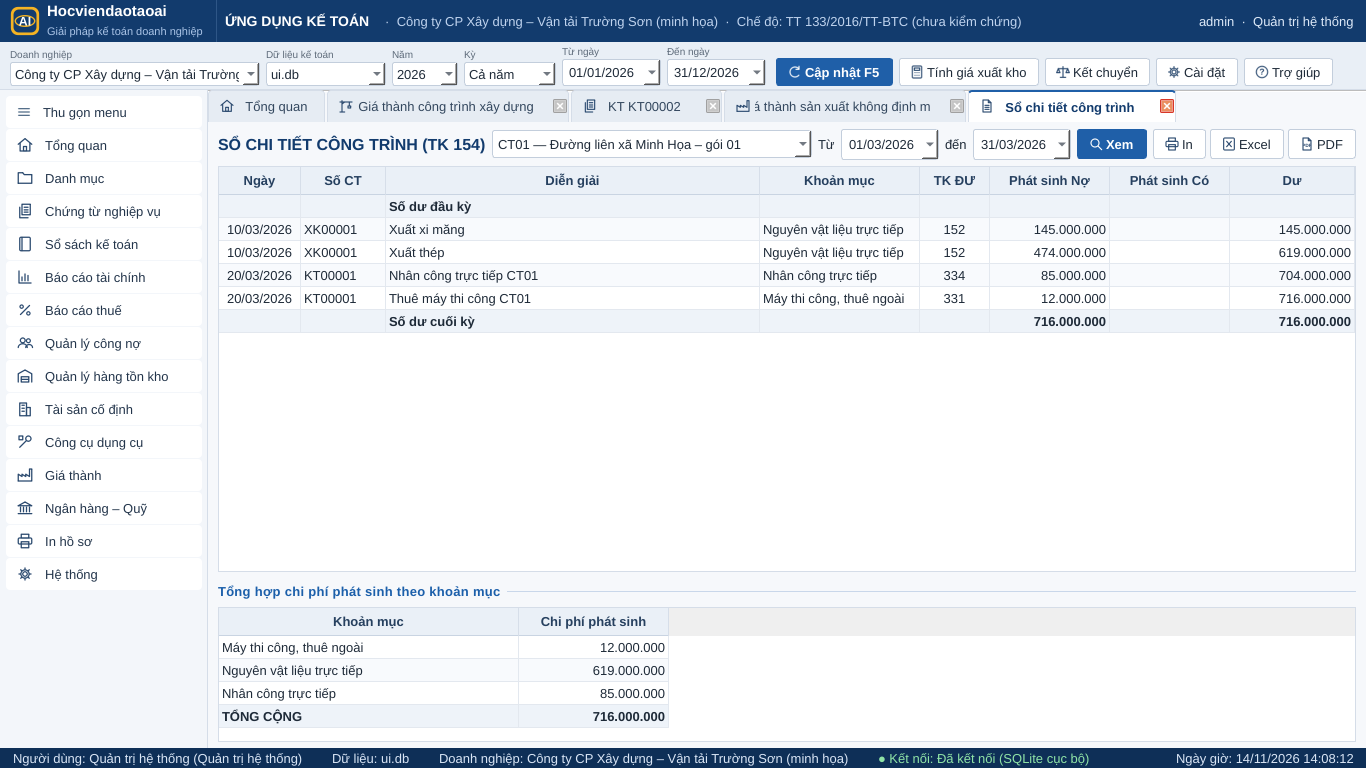 Hocviendaotaoai
Giải pháp kế toán doanh nghiệp
ỨNG DỤNG KẾ TOÁN · Công ty CP Xây dựng – Vận tải Trường Sơn (minh họa) · Chế độ: TT 133/2016/TT-BTC (chưa kiểm chứng)
admin · Quản trị hệ thống
Doanh nghiệp Dữ liệu kế toán Năm Kỳ Từ ngày Đến ngày
Công ty CP Xây dựng – Vận tải Trường ui.db 2026 Cả năm 01/01/2026 31/12/2026 Cập nhật F5 Tính giá xuất kho Kết chuyển Cài đặt Trợ giúp
Thu gọn menu
Tổng quan
Danh mục
Chứng từ nghiệp vụ
Sổ sách kế toán
Báo cáo tài chính
Báo cáo thuế
Quản lý công nợ
Quản lý hàng tồn kho
Tài sản cố định
Công cụ dụng cụ
Giá thành
Ngân hàng – Quỹ
In hồ sơ
Hệ thống
Tổng quan Giá thành công trình xây dựng KT KT00002 á thành sản xuất không định m Sổ chi tiết công trình
SỔ CHI TIẾT CÔNG TRÌNH (TK 154) CT01 — Đường liên xã Minh Họa – gói 01 Từ 01/03/2026 đến 31/03/2026 Xem In Excel PDF
Ngày Số CT Diễn giải Khoản mục TK ĐƯ Phát sinh Nợ Phát sinh Có Dư
Số dư đầu kỳ
10/03/2026 XK00001 Xuất xi măng Nguyên vật liệu trực tiếp 152 145.000.000 145.000.000
10/03/2026 XK00001 Xuất thép Nguyên vật liệu trực tiếp 152 474.000.000 619.000.000
20/03/2026 KT00001 Nhân công trực tiếp CT01 Nhân công trực tiếp 334 85.000.000 704.000.000
20/03/2026 KT00001 Thuê máy thi công CT01 Máy thi công, thuê ngoài 331 12.000.000 716.000.000
Số dư cuối kỳ 716.000.000 716.000.000
Tổng hợp chi phí phát sinh theo khoản mục
Khoản mục Chi phí phát sinh
Máy thi công, thuê ngoài 12.000.000
Nguyên vật liệu trực tiếp 619.000.000
Nhân công trực tiếp 85.000.000
TỔNG CỘNG 716.000.000
Người dùng: Quản trị hệ thống (Quản trị hệ thống) Dữ liệu: ui.db Doanh nghiệp: Công ty CP Xây dựng – Vận tải Trường Sơn (minh họa) ● Kết nối: Đã kết nối (SQLite cục bộ) Ngày giờ: 14/11/2026 14:08:12